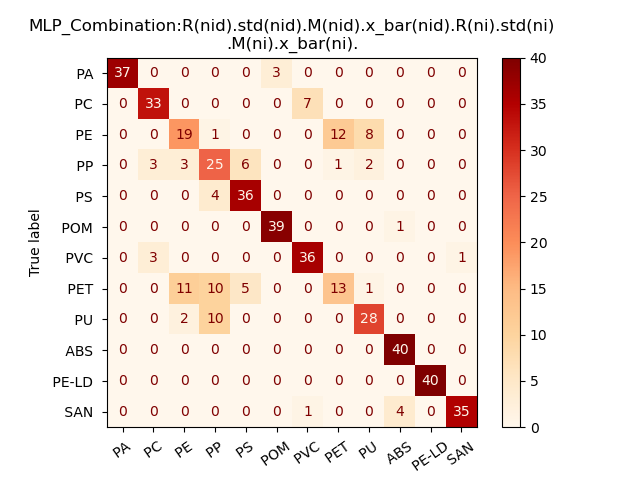 MLP_Combination:R(nid).std(nid).M(nid).x_bar(nid).R(ni).std(ni)
.M(ni).x_bar(ni).
True label
PA 37 0 0 0 0 3 0 0 0 0 0 0
PC 0 33 0 0 0 0 7 0 0 0 0 0
PE 0 0 19 1 0 0 0 12 8 0 0 0
PP 0 3 3 25 6 0 0 1 2 0 0 0
PS 0 0 0 4 36 0 0 0 0 0 0 0
POM 0 0 0 0 0 39 0 0 0 1 0 0
PVC 0 3 0 0 0 0 36 0 0 0 0 1
PET 0 0 11 10 5 0 0 13 1 0 0 0
PU 0 0 2 10 0 0 0 0 28 0 0 0
ABS 0 0 0 0 0 0 0 0 0 40 0 0
PE-LD 0 0 0 0 0 0 0 0 0 0 40 0
SAN 0 0 0 0 0 0 1 0 0 4 0 35
PA PC PE PP PS POM PVC PET PU ABS PE-LD SAN
40
35
30
25
20
15
10
5
0